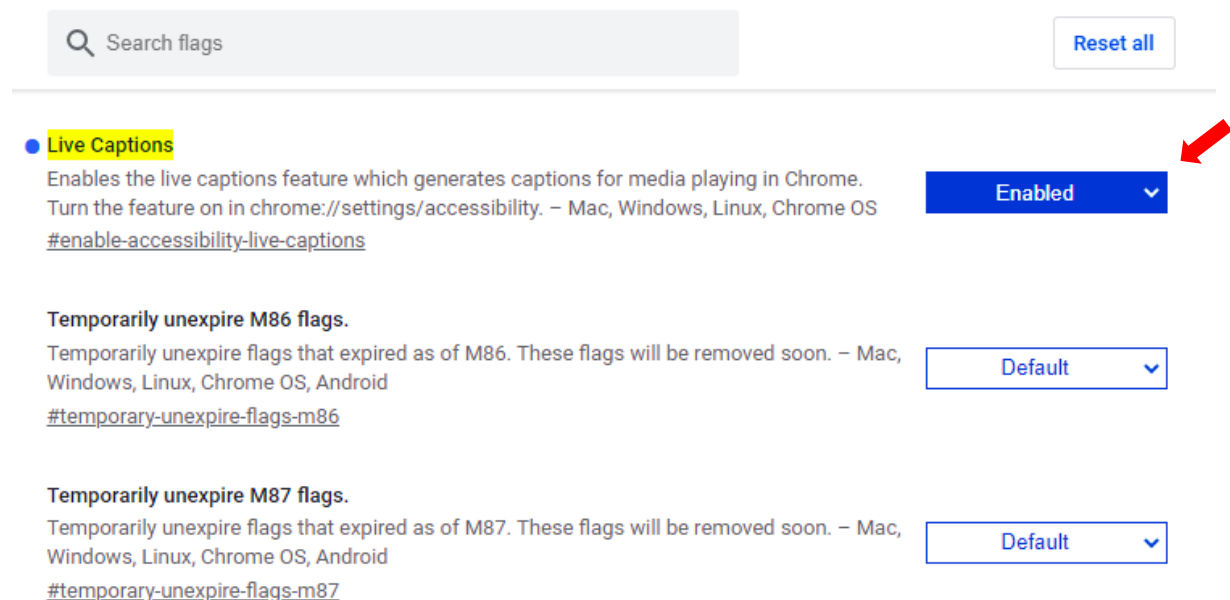 Search flags
Reset all
Live Captions
Enables the live captions feature which generates captions for media playing in Chrome.
Turn the feature on in chrome://settings/accessibility. – Mac, Windows, Linux, Chrome OS
#enable-accessibility-live-captions
Enabled
Temporarily unexpire M86 flags.
Temporarily unexpire flags that expired as of M86. These flags will be removed soon. – Mac,
Windows, Linux, Chrome OS, Android
#temporary-unexpire-flags-m86
Default
Temporarily unexpire M87 flags.
Temporarily unexpire flags that expired as of M87. These flags will be removed soon. – Mac,
Windows, Linux, Chrome OS, Android
#temporary-unexpire-flags-m87
Default